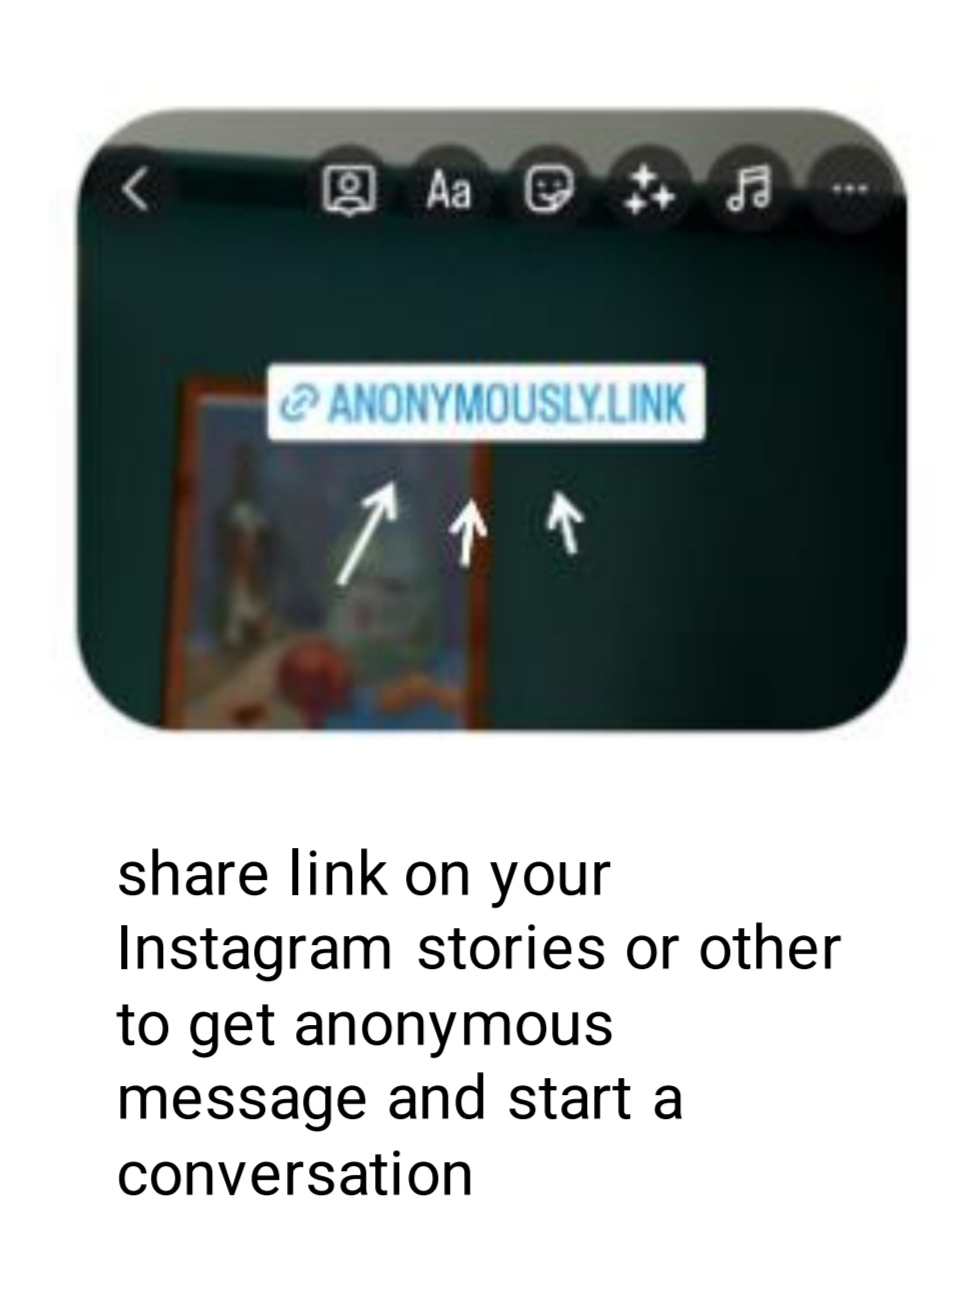 Aa
ANONYMOUSLY.LINK
share link on your
Instagram stories or other
to get anonymous
message and start a
conversation